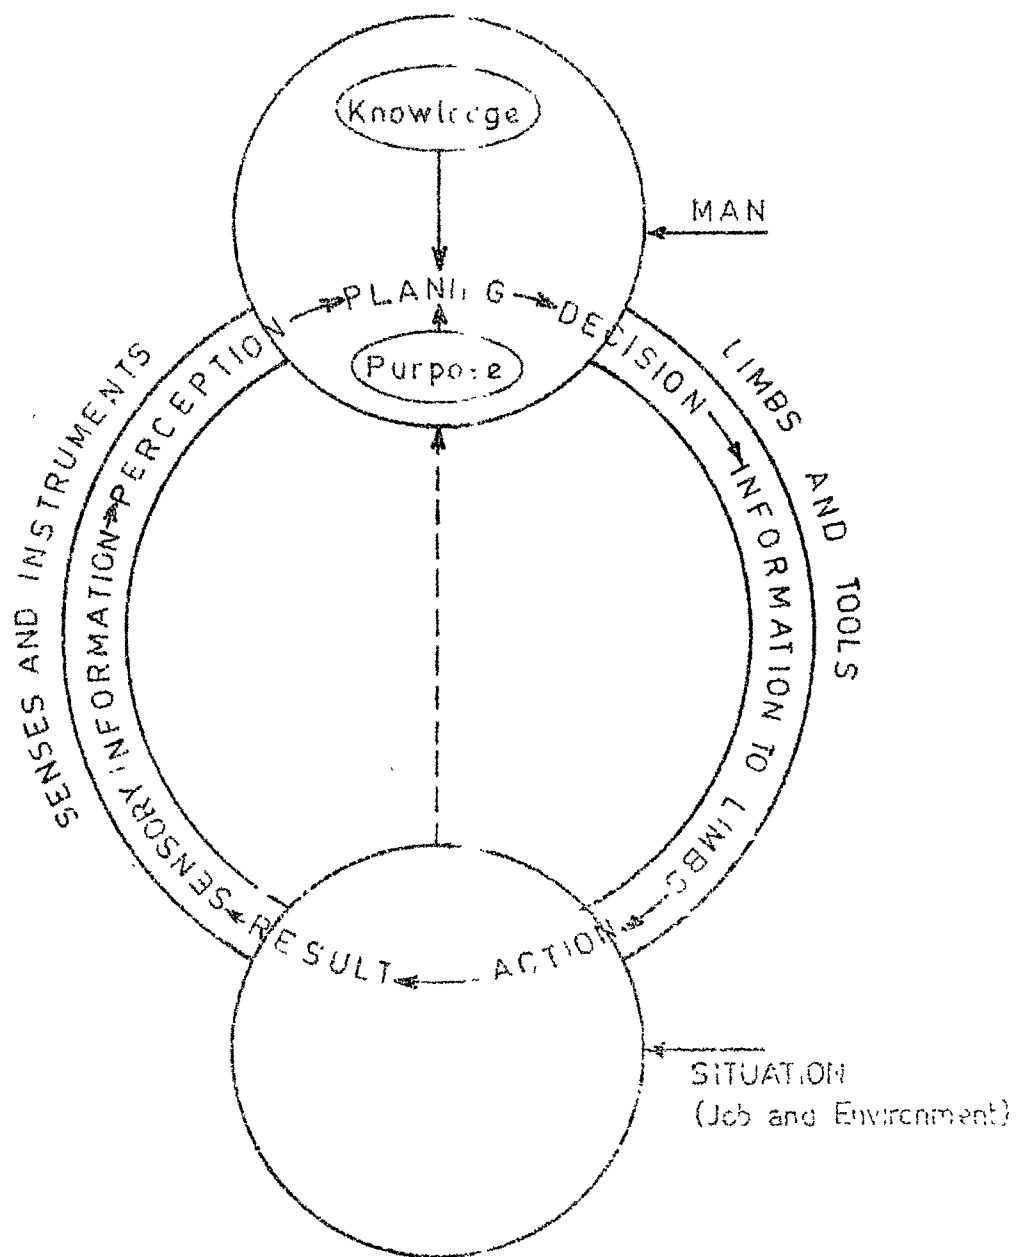 Knowledge
MAN
PLANING
DECISION
Purpose
PERCEPTION
SENSES AND INSTRUMENTS
LIMBS AND TOOLS
INFORMATION TO LIMBS
SENSORY INFORMATION
RESULT
ACTION
SITUATION
(Job and Environment)